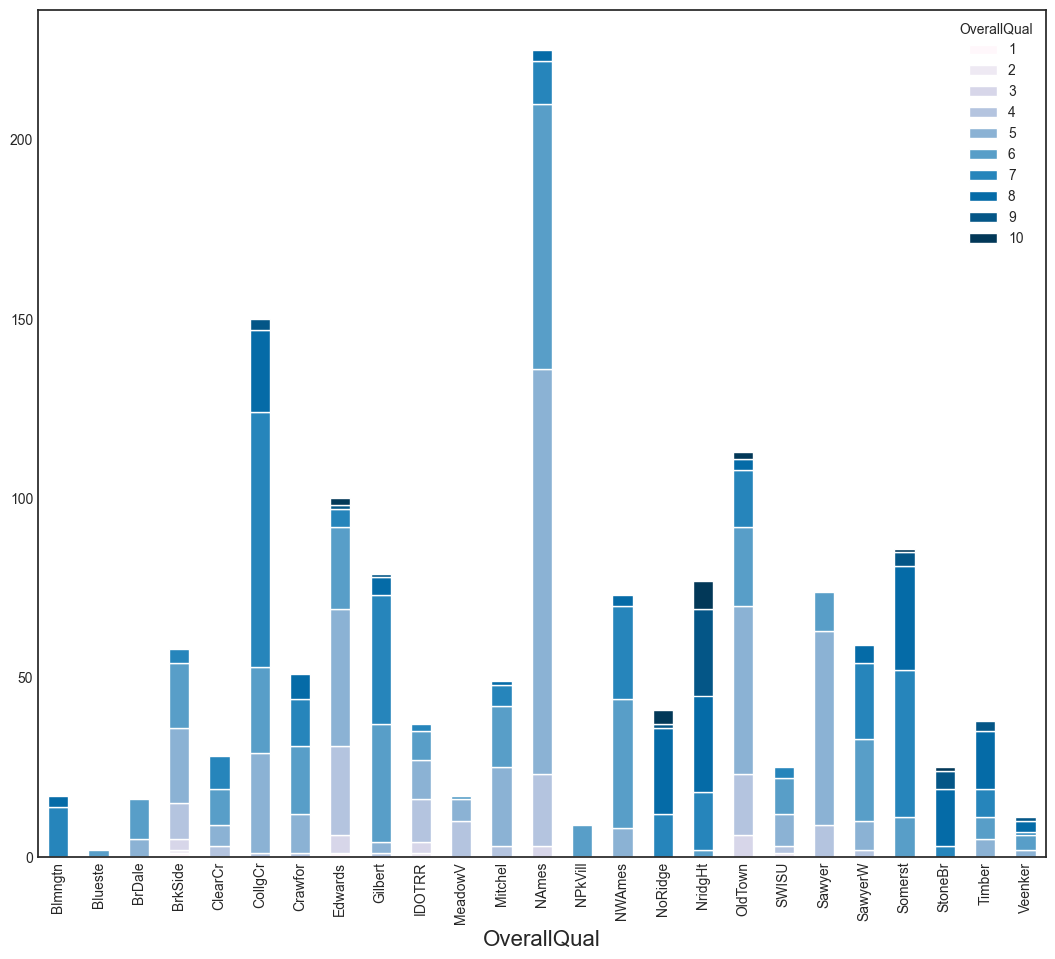 OverallQual
1
2
3
4
5
6
7
8
9
10
200
150
100
50
0
Blmngtn
Blueste
BrDale
BrkSide
ClearCr
CollgCr
Crawfor
Edwards
Gilbert
IDOTRR
MeadowV
Mitchel
NAmes
NPkVill
NWAmes
NoRidge
NridgHt
OldTown
SWISU
Sawyer
SawyerW
Somerst
StoneBr
Timber
Veenker
OverallQual